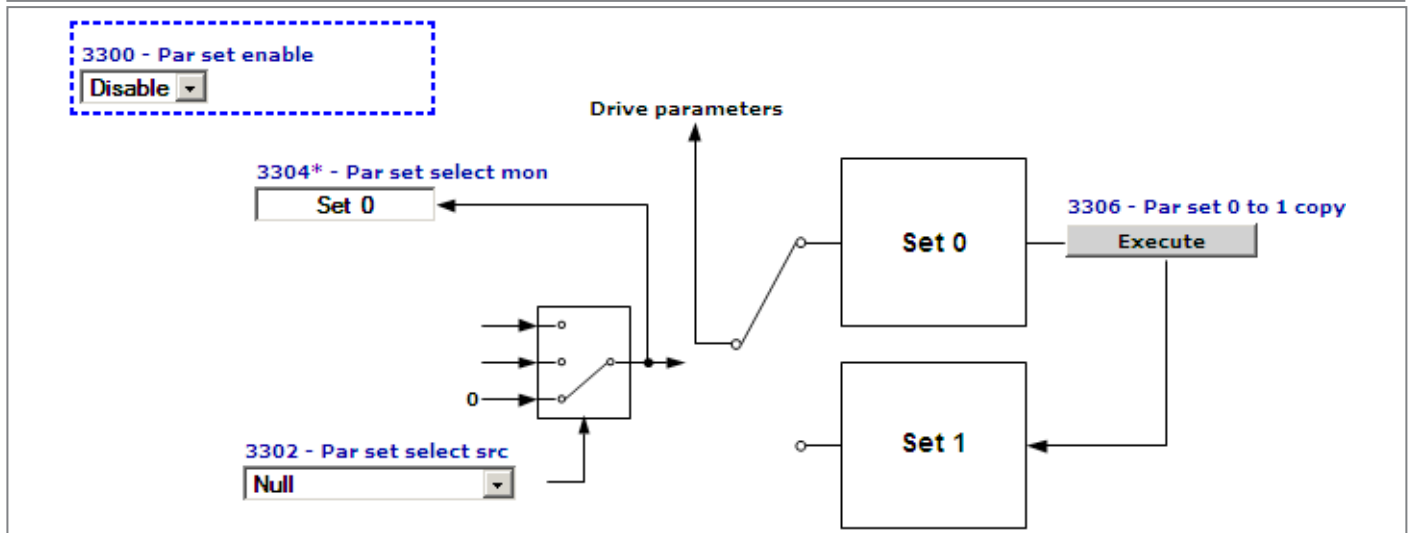 3300 - Par set enable
Disable
Drive parameters
3304* - Par set select mon
Set 0
Set 0
3306 - Par set 0 to 1 copy
Execute
0
3302 - Par set select src
Null
Set 1